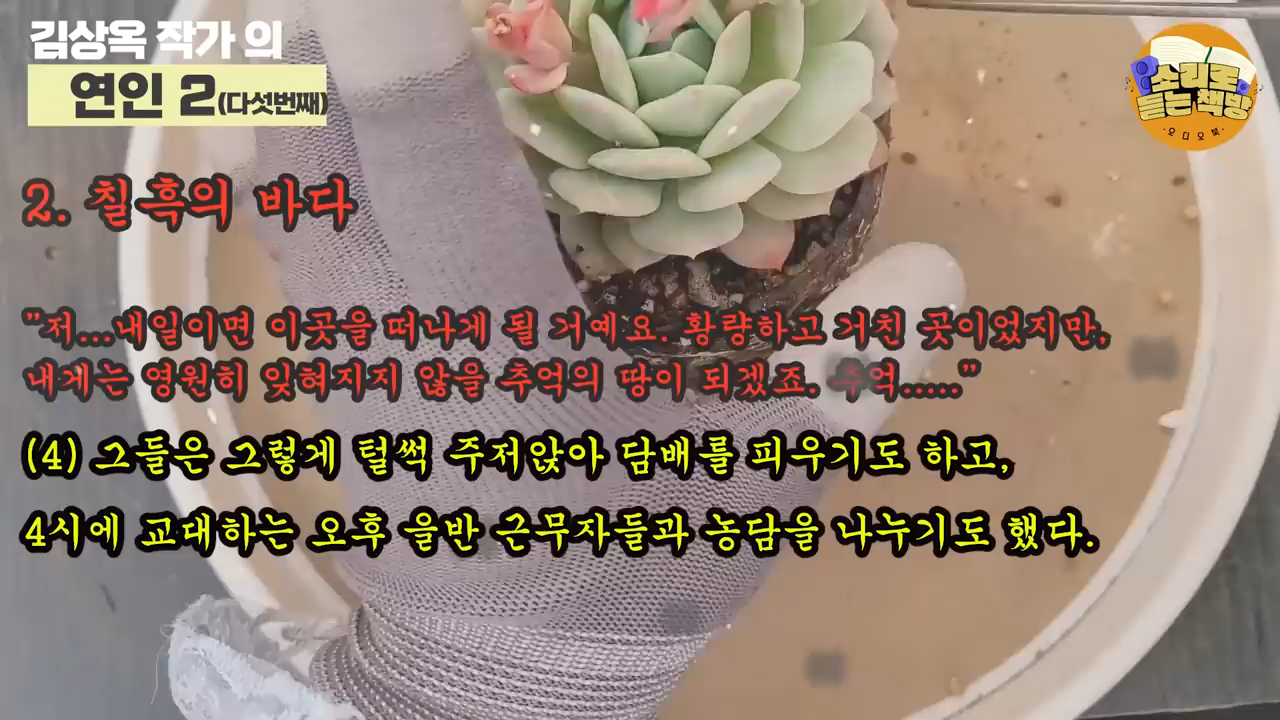 김상옥 작가 의
연인 2(다섯번째)
소리로
듣는 책방
·오디오북·
2. 칠흑의 바다
"저...내일이면 이곳을 떠나게 될 거예요. 황량하고 거친 곳이었지만,
내게는 영원히 잊혀지지 않을 추억의 땅이 되겠죠. 추억....."
(4) 그들은 그렇게 털썩 주저앉아 담배를 피우기도 하고,
4시에 교대하는 오후 을반 근무자들과 농담을 나누기도 했다.